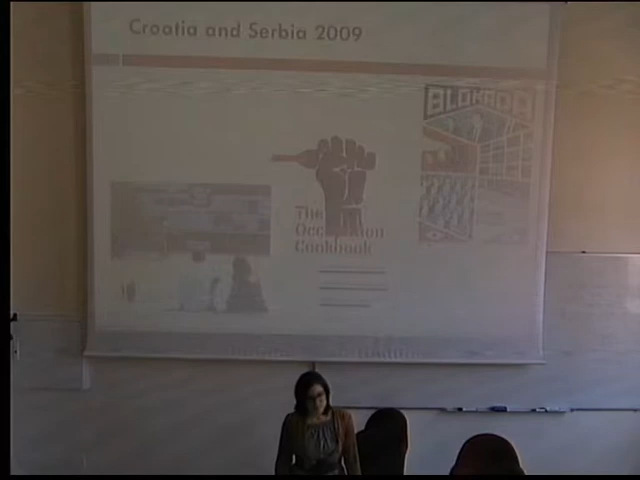 Croatia and Serbia 2009
BLOKADA
The
Occupation
Cookbook